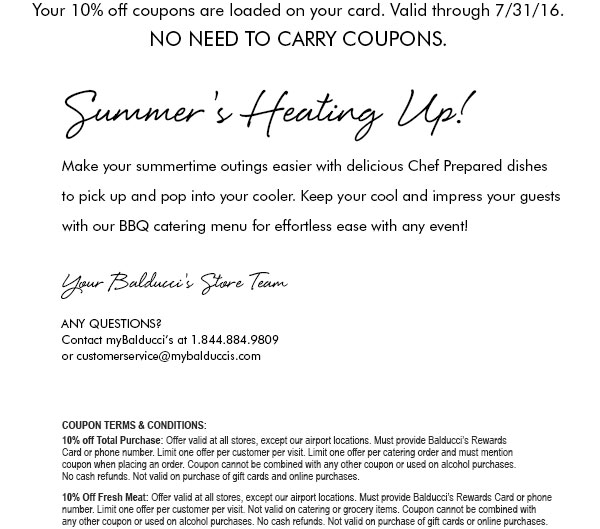 Your 10% off coupons are loaded on your card. Valid through 7/31/16.
NO NEED TO CARRY COUPONS.
Summer's Heating Up!
Make your summertime outings easier with delicious Chef Prepared dishes
to pick up and pop into your cooler. Keep your cool and impress your guests
with our BBQ catering menu for effortless ease with any event!
Your Balducci's Store Team
ANY QUESTIONS?
Contact myBalducci's at 1.844.884.9809
or customerservice@mybalduccis.com
COUPON TERMS & CONDITIONS:
10% off Total Purchase: Offer valid at all stores, except our airport locations. Must provide Balducci's Rewards
Card or phone number. Limit one offer per customer per visit. Limit one offer per catering order and must mention
coupon when placing an order. Coupon cannot be combined with any other coupon or used on alcohol purchases.
No cash refunds. Not valid on purchase of gift cards and online purchases.
10% Off Fresh Meat: Offer valid at all stores, except our airport locations. Must provide Balducci's Rewards Card or phone
number. Limit one offer per customer per visit. Not valid on catering or grocery items. Coupon cannot be combined with
any other coupon or used on alcohol purchases. No cash refunds. Not valid on purchase of gift cards or online purchases.